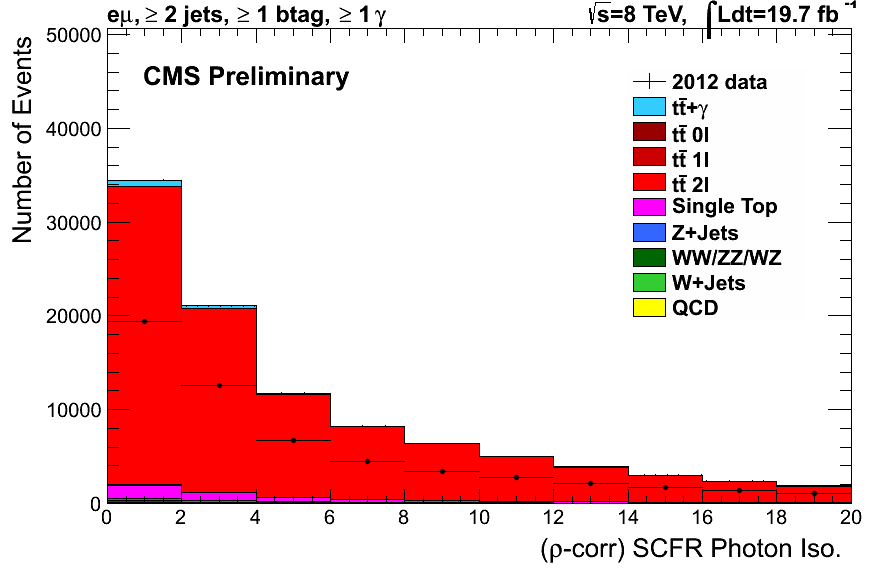 eμ, ≥ 2 jets, ≥ 1 btag, ≥ 1 γ
√s=8 TeV, ∫Ldt=19.7 fb⁻¹
CMS Preliminary
2012 data
tt̄+γ
tt̄ 0l
tt̄ 1l
tt̄ 2l
Single Top
Z+Jets
WW/ZZ/WZ
W+Jets
QCD
Number of Events
50000
40000
30000
20000
10000
0
0 2 4 6 8 10 12 14 16 18 20
(ρ-corr) SCFR Photon Iso.